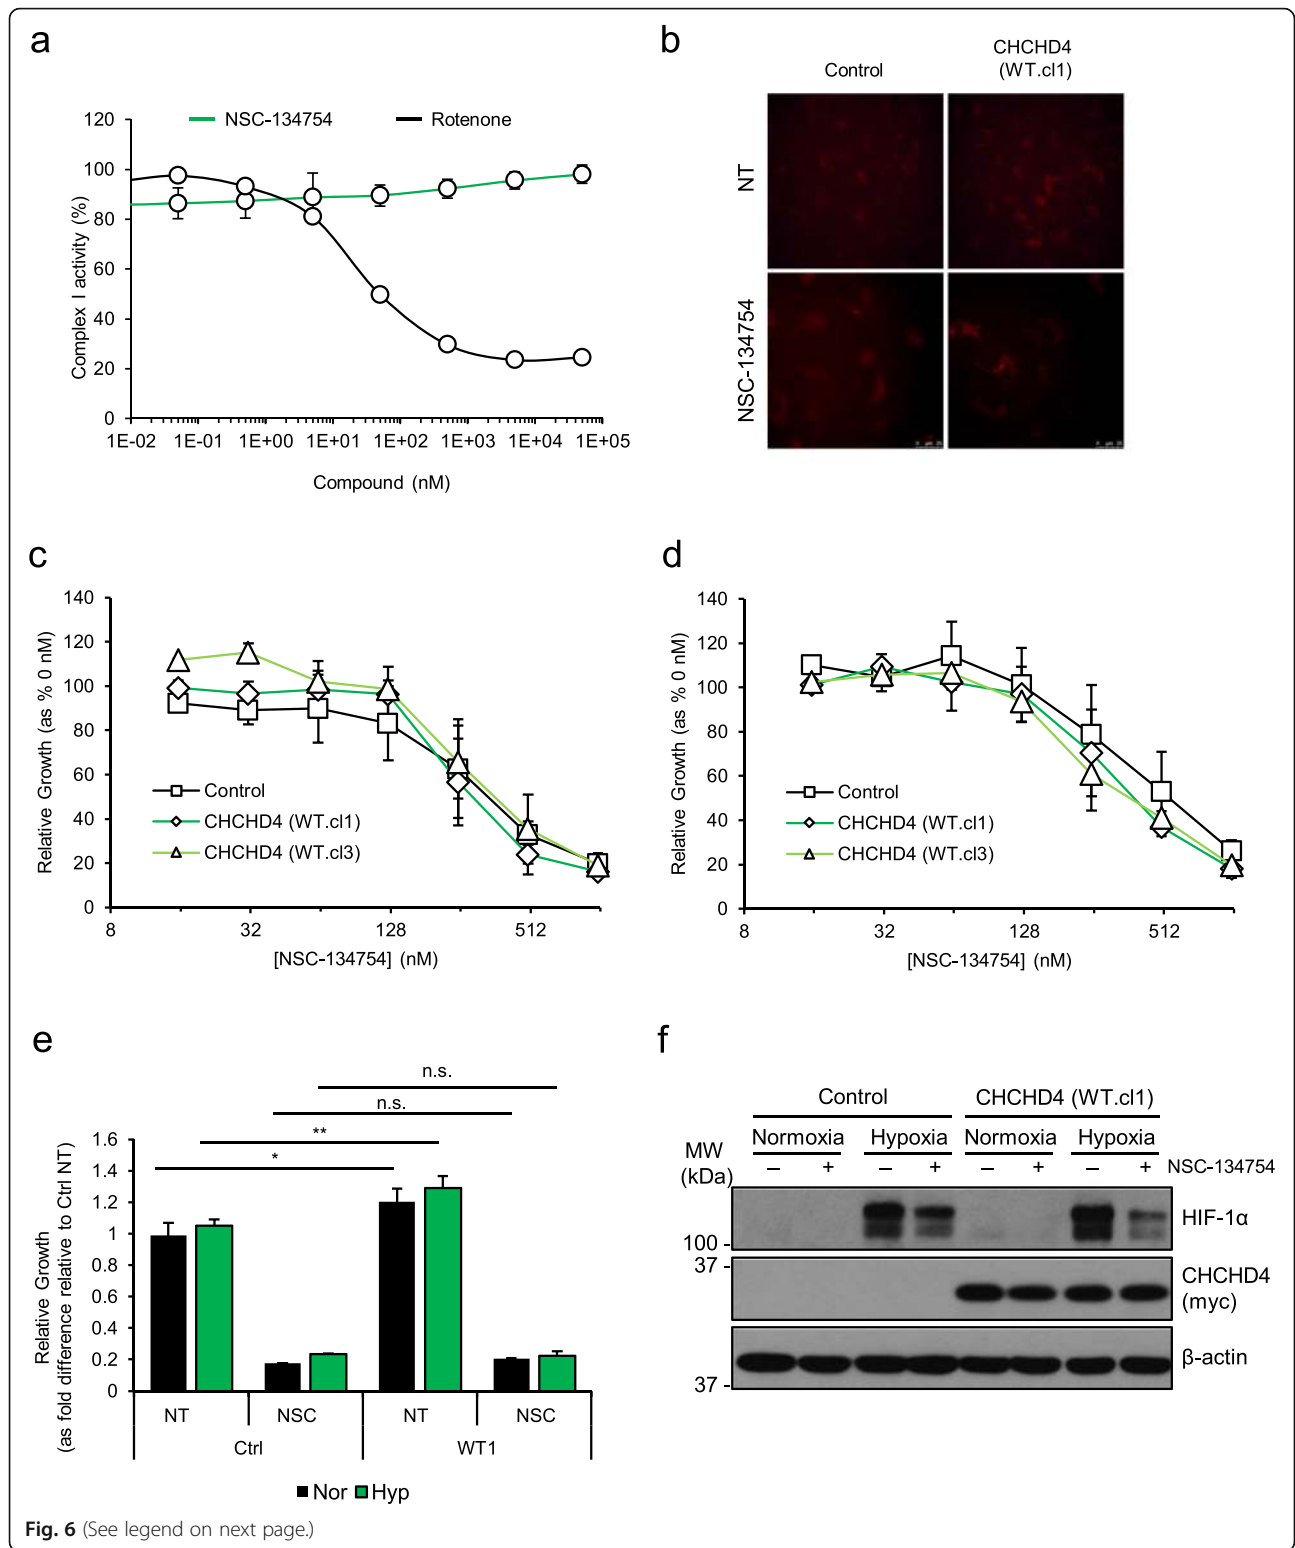 a
NSC-134754
Rotenone
120
100
80
60
40
20
0
Complex I activity (%)
1E-02 1E-01 1E+00 1E+01 1E+02 1E+03 1E+04 1E+05
Compound (nM)
b
Control
CHCHD4
(WT.cl1)
NT
NSC-134754
c
140
120
100
80
60
40
20
0
Relative Growth (as % 0 nM)
Control
CHCHD4 (WT.cl1)
CHCHD4 (WT.cl3)
8 32 128 512
[NSC-134754] (nM)
d
140
120
100
80
60
40
20
0
Relative Growth (as % 0 nM)
Control
CHCHD4 (WT.cl1)
CHCHD4 (WT.cl3)
8 32 128 512
[NSC-134754] (nM)
e
n.s.
n.s.
**
*
1.6
1.4
1.2
1
0.8
0.6
0.4
0.2
0
Relative Growth
(as fold difference relative to Ctrl NT)
NT NSC NT NSC
Ctrl WT1
Nor Hyp
f
Control CHCHD4 (WT.cl1)
Normoxia Hypoxia Normoxia Hypoxia
MW
(kDa)
– + – + – + – + NSC-134754
HIF-1α
100 -
37 -
CHCHD4
(myc)
β-actin
37 -
Fig. 6 (See legend on next page.)